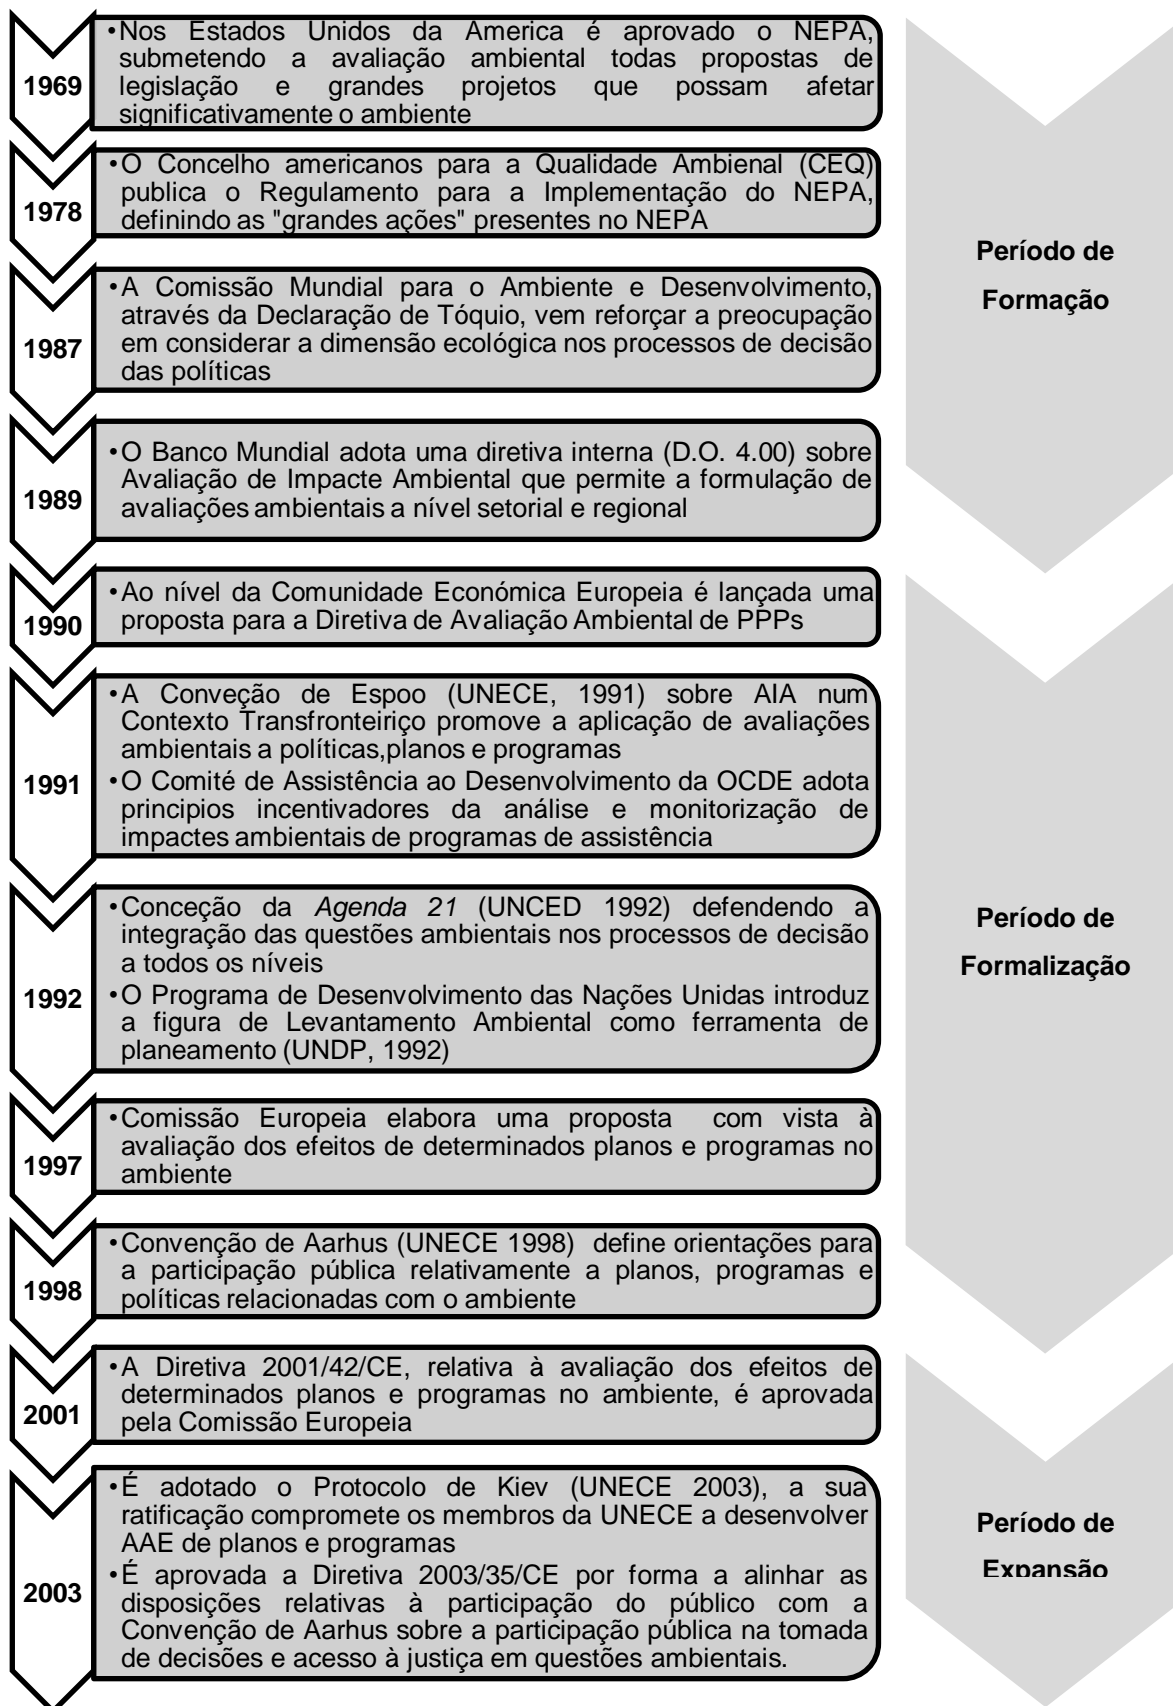 1969
•Nos Estados Unidos da America é aprovado o NEPA,
submetendo a avaliação ambiental todas propostas de
legislação e grandes projetos que possam afetar
significativamente o ambiente
1978
•O Concelho americanos para a Qualidade Ambienal (CEQ)
publica o Regulamento para a Implementação do NEPA,
definindo as "grandes ações" presentes no NEPA
1987
•A Comissão Mundial para o Ambiente e Desenvolvimento,
através da Declaração de Tóquio, vem reforçar a preocupação
em considerar a dimensão ecológica nos processos de decisão
das políticas
1989
•O Banco Mundial adota uma diretiva interna (D.O. 4.00) sobre
Avaliação de Impacte Ambiental que permite a formulação de
avaliações ambientais a nível setorial e regional
Período de
Formação
1990
•Ao nível da Comunidade Económica Europeia é lançada uma
proposta para a Diretiva de Avaliação Ambiental de PPPs
1991
•A Conveção de Espoo (UNECE, 1991) sobre AIA num
Contexto Transfronteiriço promove a aplicação de avaliações
ambientais a políticas,planos e programas
•O Comité de Assistência ao Desenvolvimento da OCDE adota
principios incentivadores da análise e monitorização de
impactes ambientais de programas de assistência
1992
•Conceção da Agenda 21 (UNCED 1992) defendendo a
integração das questões ambientais nos processos de decisão
a todos os níveis
•O Programa de Desenvolvimento das Nações Unidas introduz
a figura de Levantamento Ambiental como ferramenta de
planeamento (UNDP, 1992)
1997
•Comissão Europeia elabora uma proposta com vista à
avaliação dos efeitos de determinados planos e programas no
ambiente
1998
•Convenção de Aarhus (UNECE 1998) define orientações para
a participação pública relativamente a planos, programas e
políticas relacionadas com o ambiente
Período de
Formalização
2001
•A Diretiva 2001/42/CE, relativa à avaliação dos efeitos de
determinados planos e programas no ambiente, é aprovada
pela Comissão Europeia
2003
•É adotado o Protocolo de Kiev (UNECE 2003), a sua
ratificação compromete os membros da UNECE a desenvolver
AAE de planos e programas
•É aprovada a Diretiva 2003/35/CE por forma a alinhar as
disposições relativas à participação do público com a
Convenção de Aarhus sobre a participação pública na tomada
de decisões e acesso à justiça em questões ambientais.
Período de
Expansão